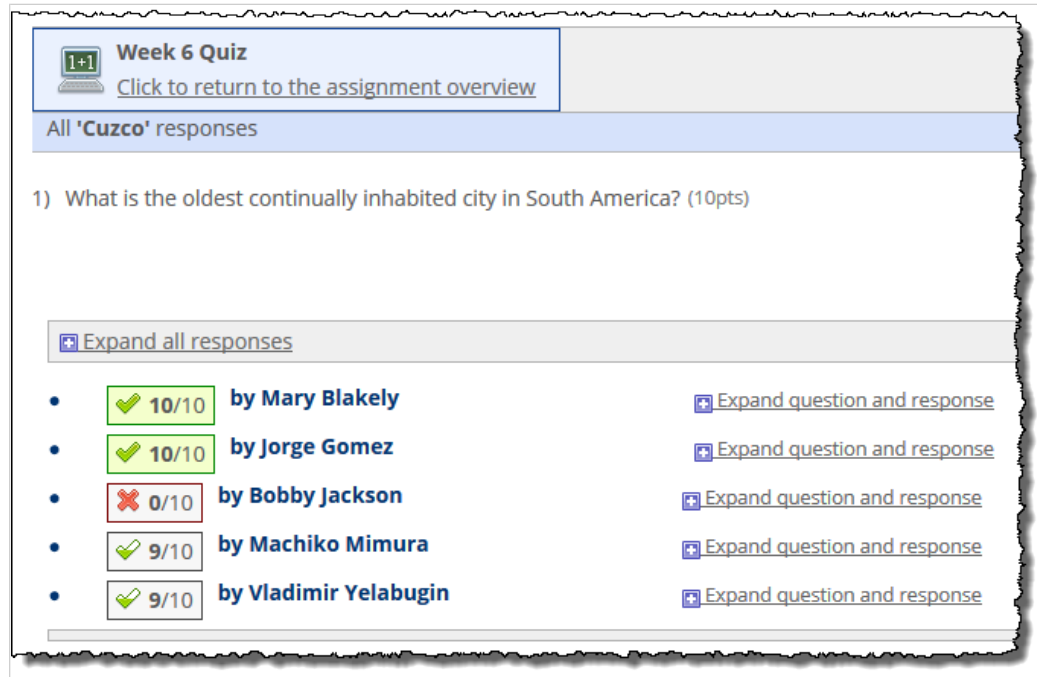 1+1
Week 6 Quiz
Click to return to the assignment overview
All 'Cuzco' responses
1) What is the oldest continually inhabited city in South America? (10pts)
Expand all responses
10/10 by Mary Blakely Expand question and response
10/10 by Jorge Gomez Expand question and response
0/10 by Bobby Jackson Expand question and response
9/10 by Machiko Mimura Expand question and response
9/10 by Vladimir Yelabugin Expand question and response